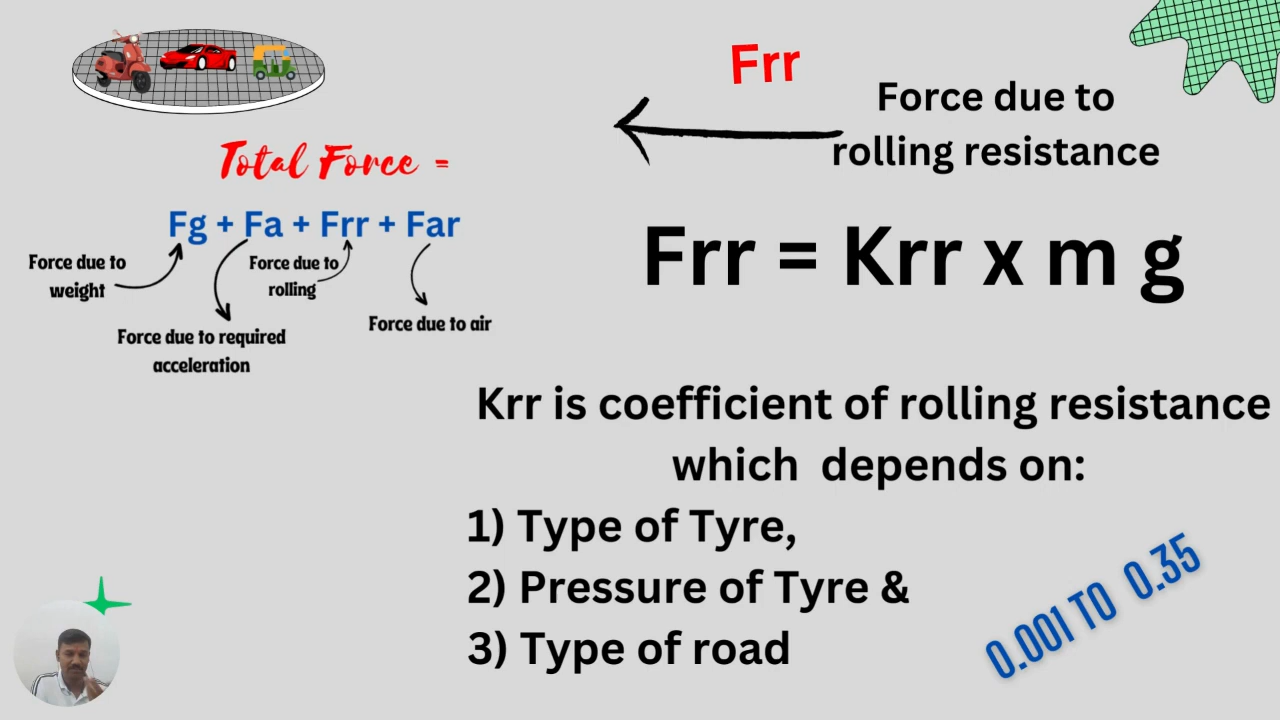 Total Force =
Fg + Fa + Frr + Far
Force due to
weight
Force due to
rolling
Force due to required
acceleration
Force due to air
Frr
Force due to
rolling resistance
Frr = Krr x m g
Krr is coefficient of rolling resistance
which depends on:
1) Type of Tyre,
2) Pressure of Tyre &
3) Type of road
0.001 TO 0.35